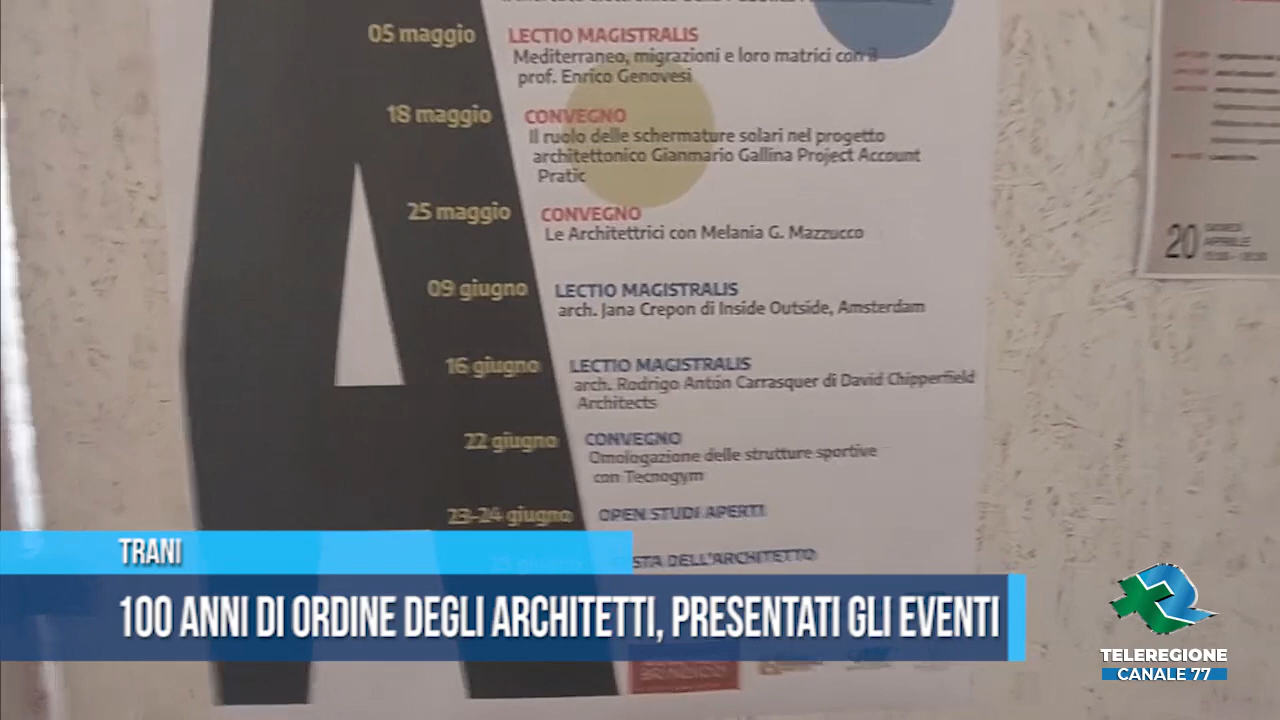 05 maggio
LECTIO MAGISTRALIS
Mediterraneo, migrazioni e loro matrici con il
prof. Enrico Genovesi
18 maggio
CONVEGNO
Il ruolo delle schermature solari nel progetto
architettonico Gianmario Gallina Project Account
Pratic
25 maggio
CONVEGNO
Le Architettrici con Melania G. Mazzucco
09 giugno
LECTIO MAGISTRALIS
arch. Jana Crepon di Inside Outside, Amsterdam
16 giugno
LECTIO MAGISTRALIS
arch. Rodrigo Antón Carrasquer di David Chipperfield
Architects
22 giugno
CONVEGNO
Omologazione delle strutture sportive
con Tecnogym
23-24 giugno
OPEN STUDI APERTI
DELL'ARCHITETTO
20
APRILE
TRANI
100 ANNI DI ORDINE DEGLI ARCHITETTI, PRESENTATI GLI EVENTI
TELEREGIONE
CANALE 77